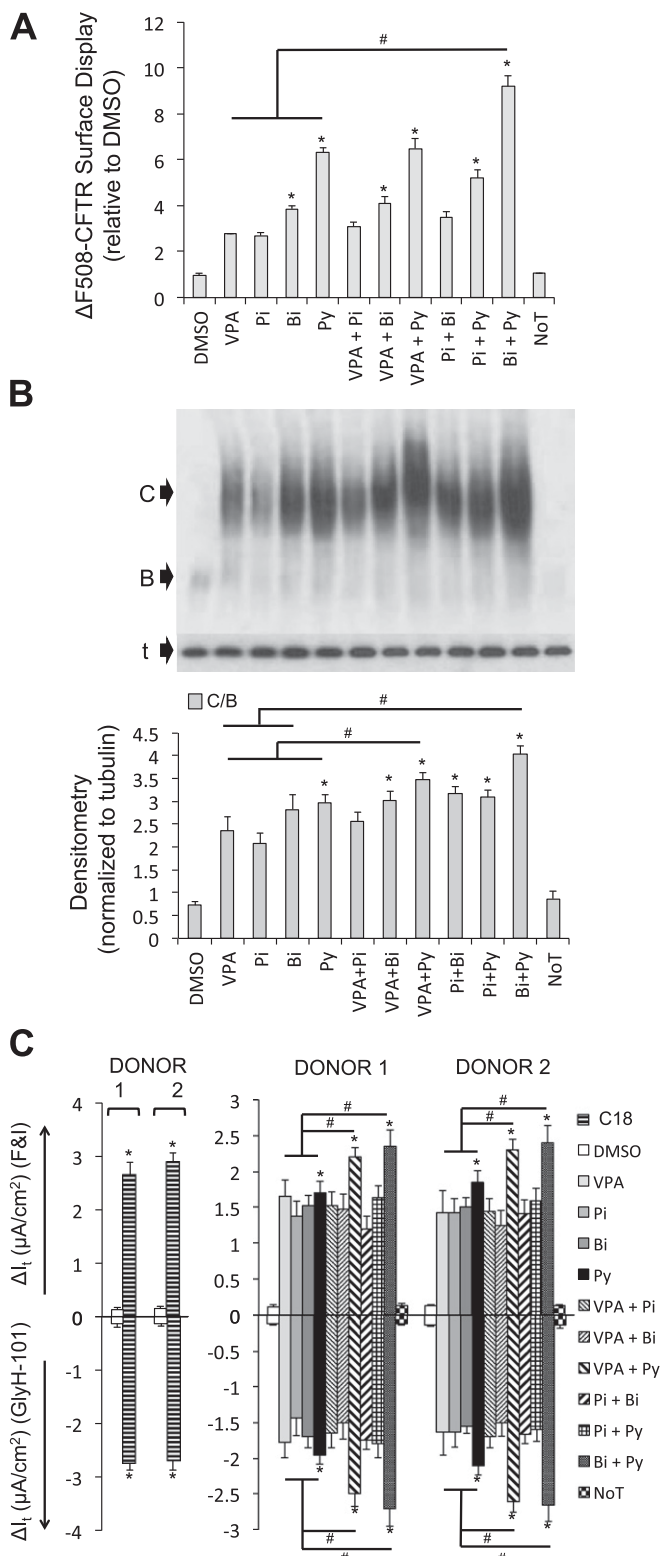 A
ΔF508-CFTR Surface Display
(relative to DMSO)
12
10
8
6
4
2
0
#
* * * * * *
DMSO
VPA
Pi
Bi
Py
VPA + Pi
VPA + Bi
VPA + Py
Pi + Bi
Pi + Py
Bi + Py
NoT
B
C
B
t
C/B
#
#
* * * * * *
Densitometry
(normalized to tubulin)
4.5
4
3.5
3
2.5
2
1.5
1
0.5
0
DMSO
VPA
Pi
Bi
Py
VPA+Pi
VPA+Bi
VPA+Py
Pi+Bi
Pi+Py
Bi+Py
NoT
C
DONOR
1 2
ΔIt (µA/cm²) (F&I)
ΔIt (µA/cm²) (GlyH-101)
4
3
2
1
0
-1
-2
-3
-4
* *
* *
DONOR 1
3
2.5
2
1.5
1
0.5
0
-0.5
-1
-1.5
-2
-2.5
-3
#
#
* * *
* * *
#
#
DONOR 2
#
#
* * *
* * *
#
#
C18
DMSO
VPA
Pi
Bi
Py
VPA + Pi
VPA + Bi
VPA + Py
Pi + Bi
Pi + Py
Bi + Py
NoT